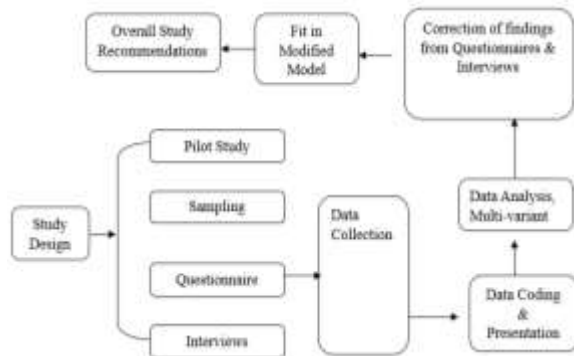 Overall Study
Recommendations
Fit in
Modified
Model
Correction of findings
from Questionnaires &
Interviews
Pilot Study
Sampling
Study
Design
Questionnaire
Interviews
Data
Collection
Data Analysis,
Multi-variant
Data Coding
&
Presentation